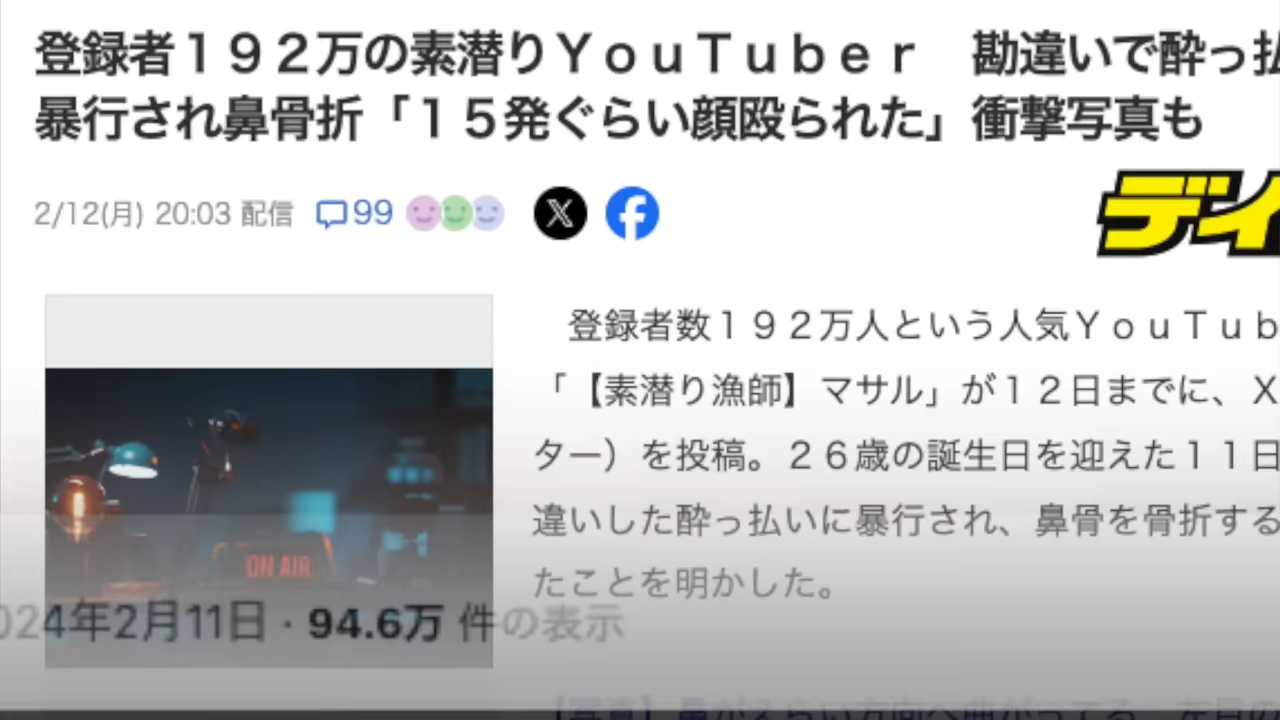 登録者１９２万の素潜りＹｏｕＴｕｂｅｒ　勘違いで酔っ払
暴行され鼻骨折「１５発ぐらい顔殴られた」衝撃写真も
2/12(月) 20:03 配信 99
デイ
登録者数１９２万人という人気ＹｏｕＴｕｂ
「【素潜り漁師】マサル」が１２日までに、Ｘ
ター）を投稿。２６歳の誕生日を迎えた１１日
違いした酔っ払いに暴行され、鼻骨を骨折する
たことを明かした。
ON AIR
024年2月11日 · 94.6万 件の表示